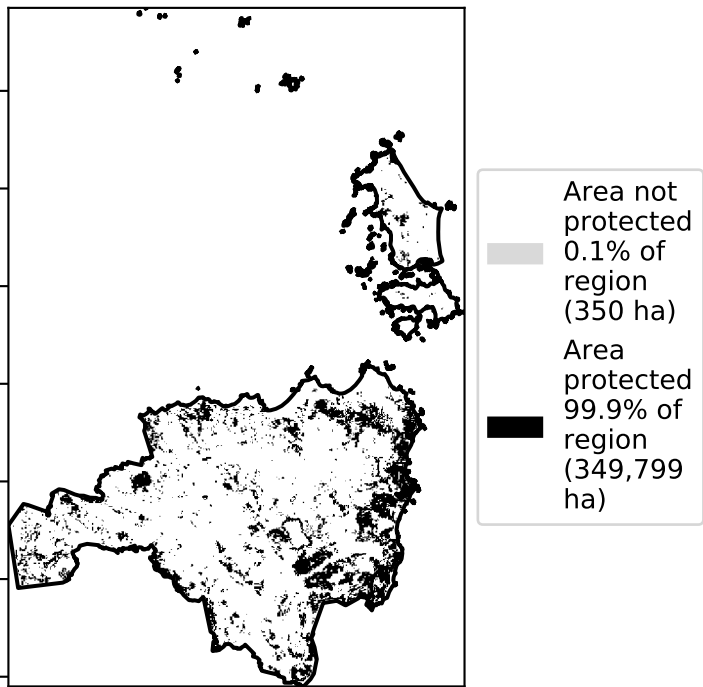 Area not
protected
0.1% of
region
(350 ha)
Area
protected
99.9% of
region
(349,799
ha)